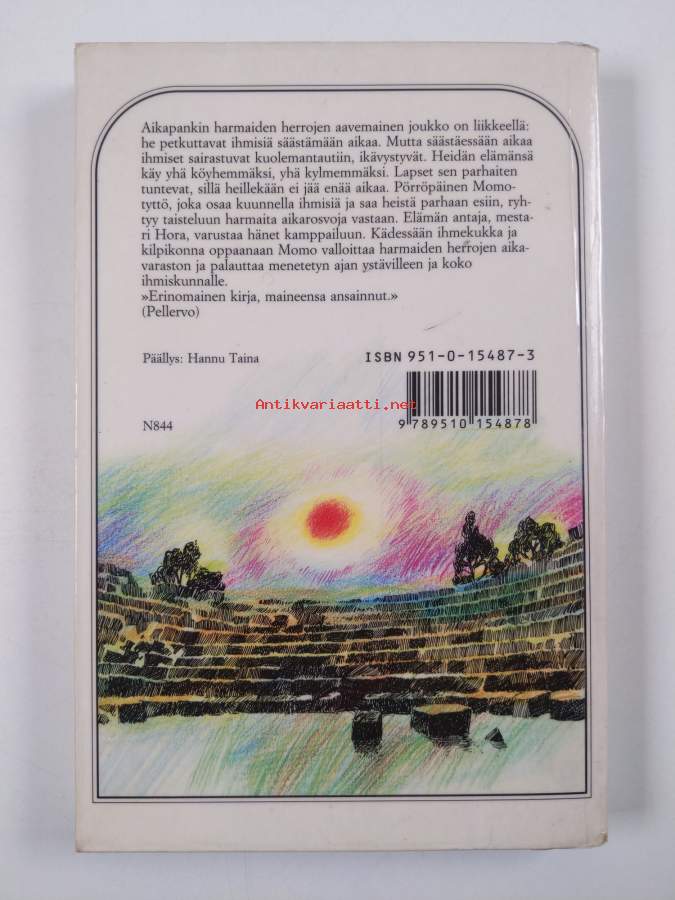 Aikapankin harmaiden herrojen aavemainen joukko on liikkeellä:
he petkuttavat ihmisiä säästämään aikaa. Mutta säästäessään aikaa
ihmiset sairastuvat kuolemantautiin, ikävystyvät. Heidän elämänsä
käy yhä köyhemmäksi, yhä kylmemmäksi. Lapset sen parhaiten
tuntevat, sillä heillekään ei jää enää aikaa. Pörröpäinen Momo-
tyttö, joka osaa kuunnella ihmisiä ja saa heistä parhaan esiin, ryh-
tyy taisteluun harmaita aikarosvoja vastaan. Elämän antaja, mesta-
ri Hora, varustaa hänet kamppailuun. Kädessään ihmekukka ja
kilpikonna oppaanaan Momo valloittaa harmaiden herrojen aika-
varaston ja palauttaa menetetyn ajan ystävilleen ja koko
ihmiskunnalle.
»Erinomainen kirja, maineensa ansainnut.»
(Pellervo)
Päällys: Hannu Taina
ISBN 951-0-15487-3
Antikvariaatti.net
N844
9 789510 154878